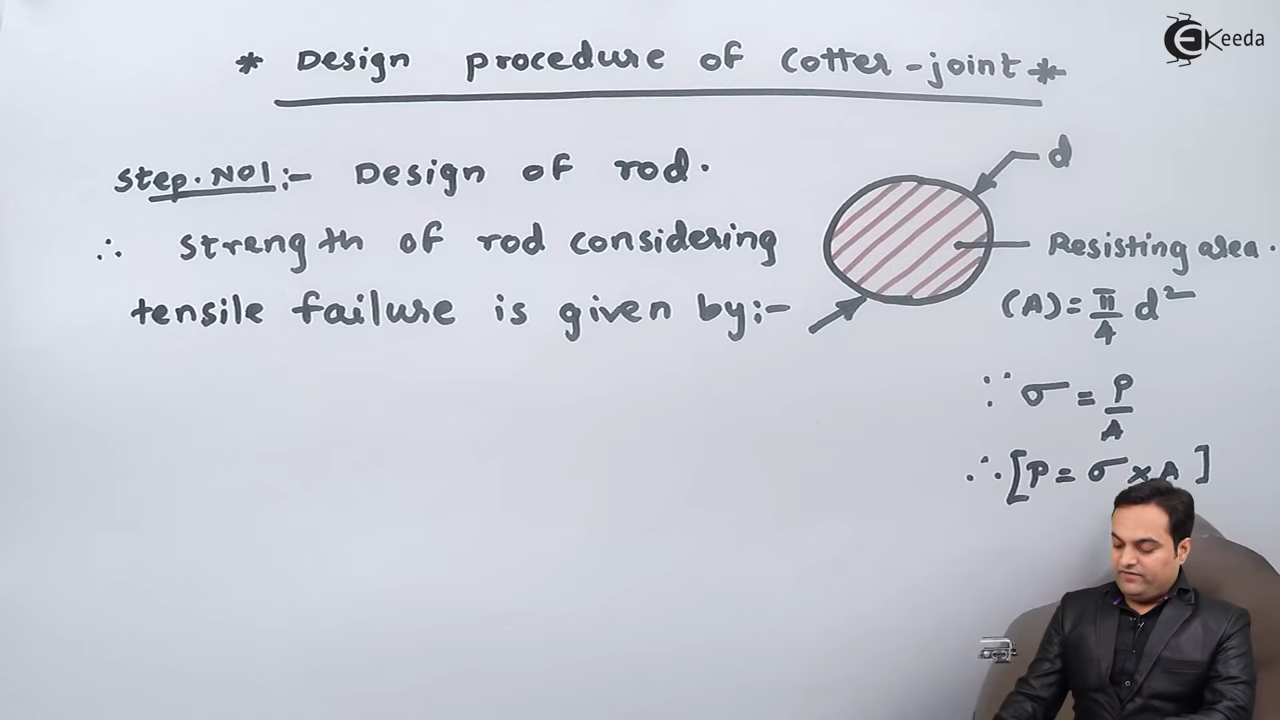 * Design procedure of Cotter-joint *
Ekeeda
Step.No1:- Design of rod.
∴ Strength of rod considering
tensile failure is given by:-
d
Resisting area.
(A)= π/4 d²
∵ σ = P/A
∴ [P = σ × A]